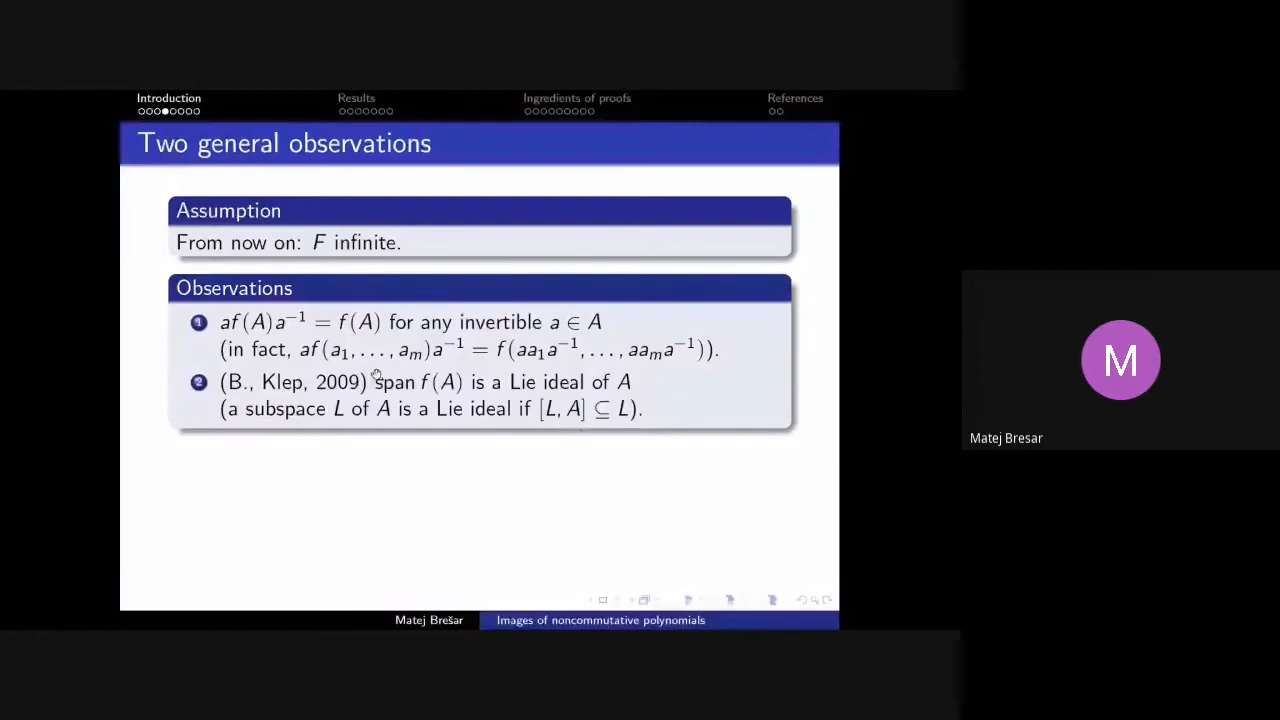 Introduction Results Ingredients of proofs References
Two general observations
Assumption
From now on: F infinite.
Observations
1 af(A)a⁻¹ = f(A) for any invertible a ∈ A
(in fact, af(a₁, . . . , aₘ)a⁻¹ = f(aa₁a⁻¹, . . . , aaₘa⁻¹)).
2 (B., Klep, 2009) span f(A) is a Lie ideal of A
(a subspace L of A is a Lie ideal if [L, A] ⊆ L).
M
Matej Bresar
Matej Brešar Images of noncommutative polynomials